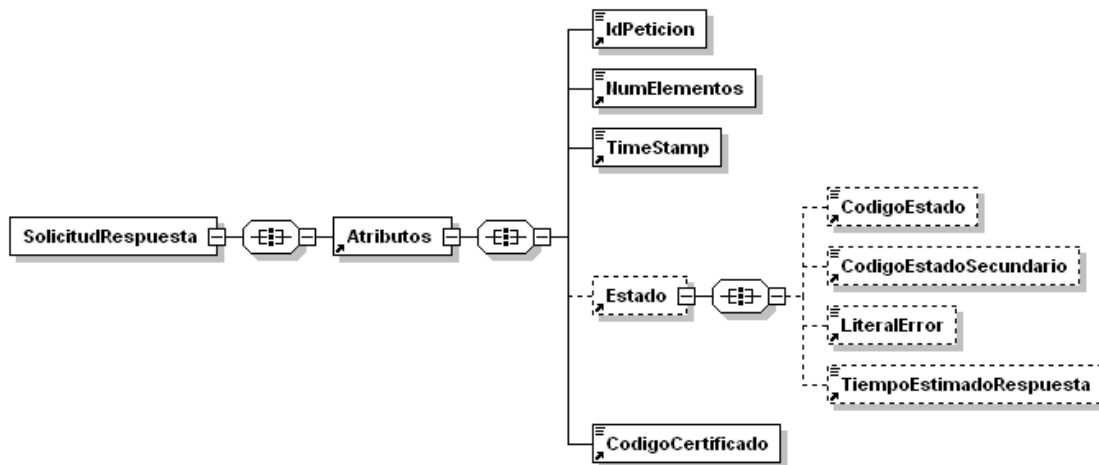 IdPeticion
NumElementos
TimeStamp
SolicitudRespuesta
Atributos
Estado
CodigoEstado
CodigoEstadoSecundario
LiteralError
TiempoEstimadoRespuesta
CodigoCertificado